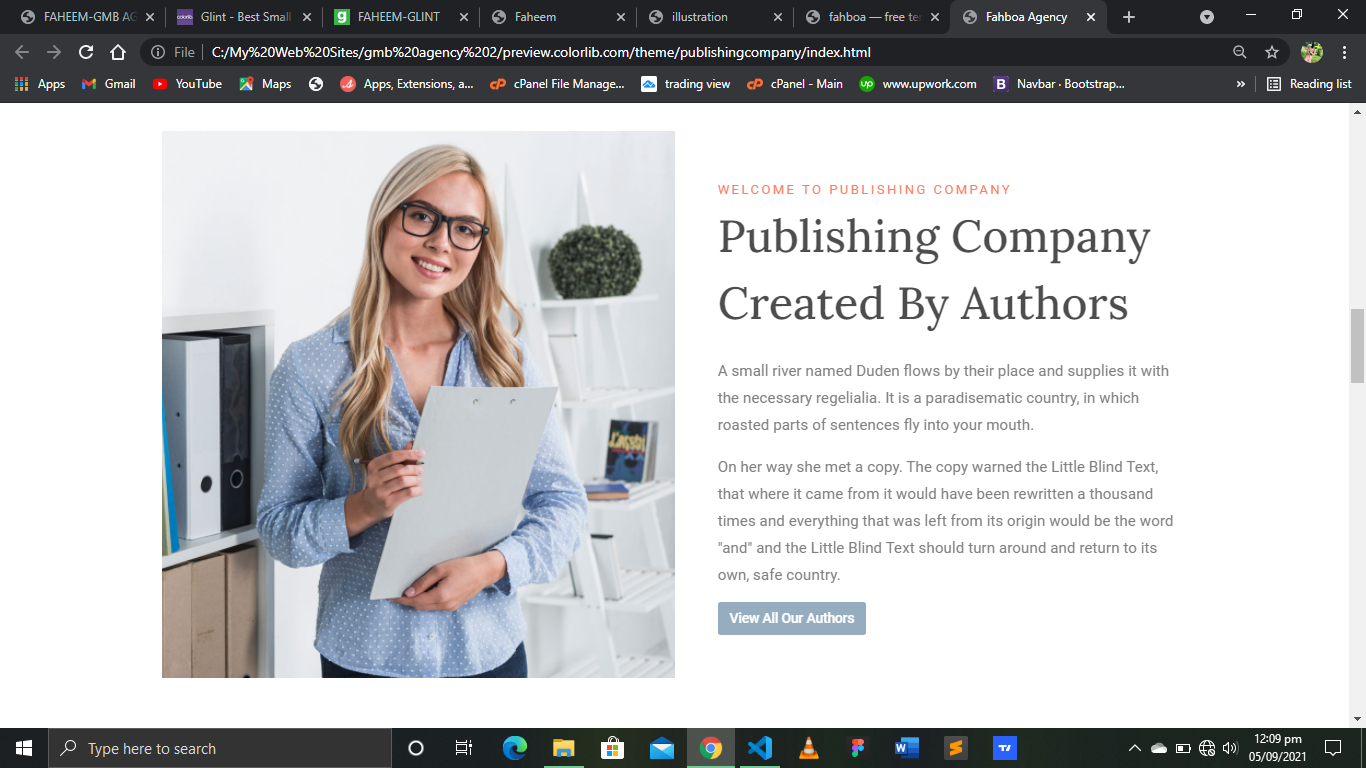 FAHEEM-GMB AG
Glint - Best Small
FAHEEM-GLINT
Faheem
illustration
fahboa — free ter
Fahboa Agency
File
C:/My%20Web%20Sites/gmb%20agency%202/preview.colorlib.com/theme/publishingcompany/index.html
Apps
Gmail
YouTube
Maps
Apps, Extensions, a...
cPanel File Manage...
trading view
cPanel - Main
www.upwork.com
Navbar · Bootstrap...
»
Reading list
WELCOME TO PUBLISHING COMPANY
Publishing Company
Created By Authors
A small river named Duden flows by their place and supplies it with
the necessary regelialia. It is a paradisematic country, in which
roasted parts of sentences fly into your mouth.
On her way she met a copy. The copy warned the Little Blind Text,
that where it came from it would have been rewritten a thousand
times and everything that was left from its origin would be the word
"and" and the Little Blind Text should turn around and return to its
own, safe country.
View All Our Authors
Type here to search
12:09 pm
05/09/2021